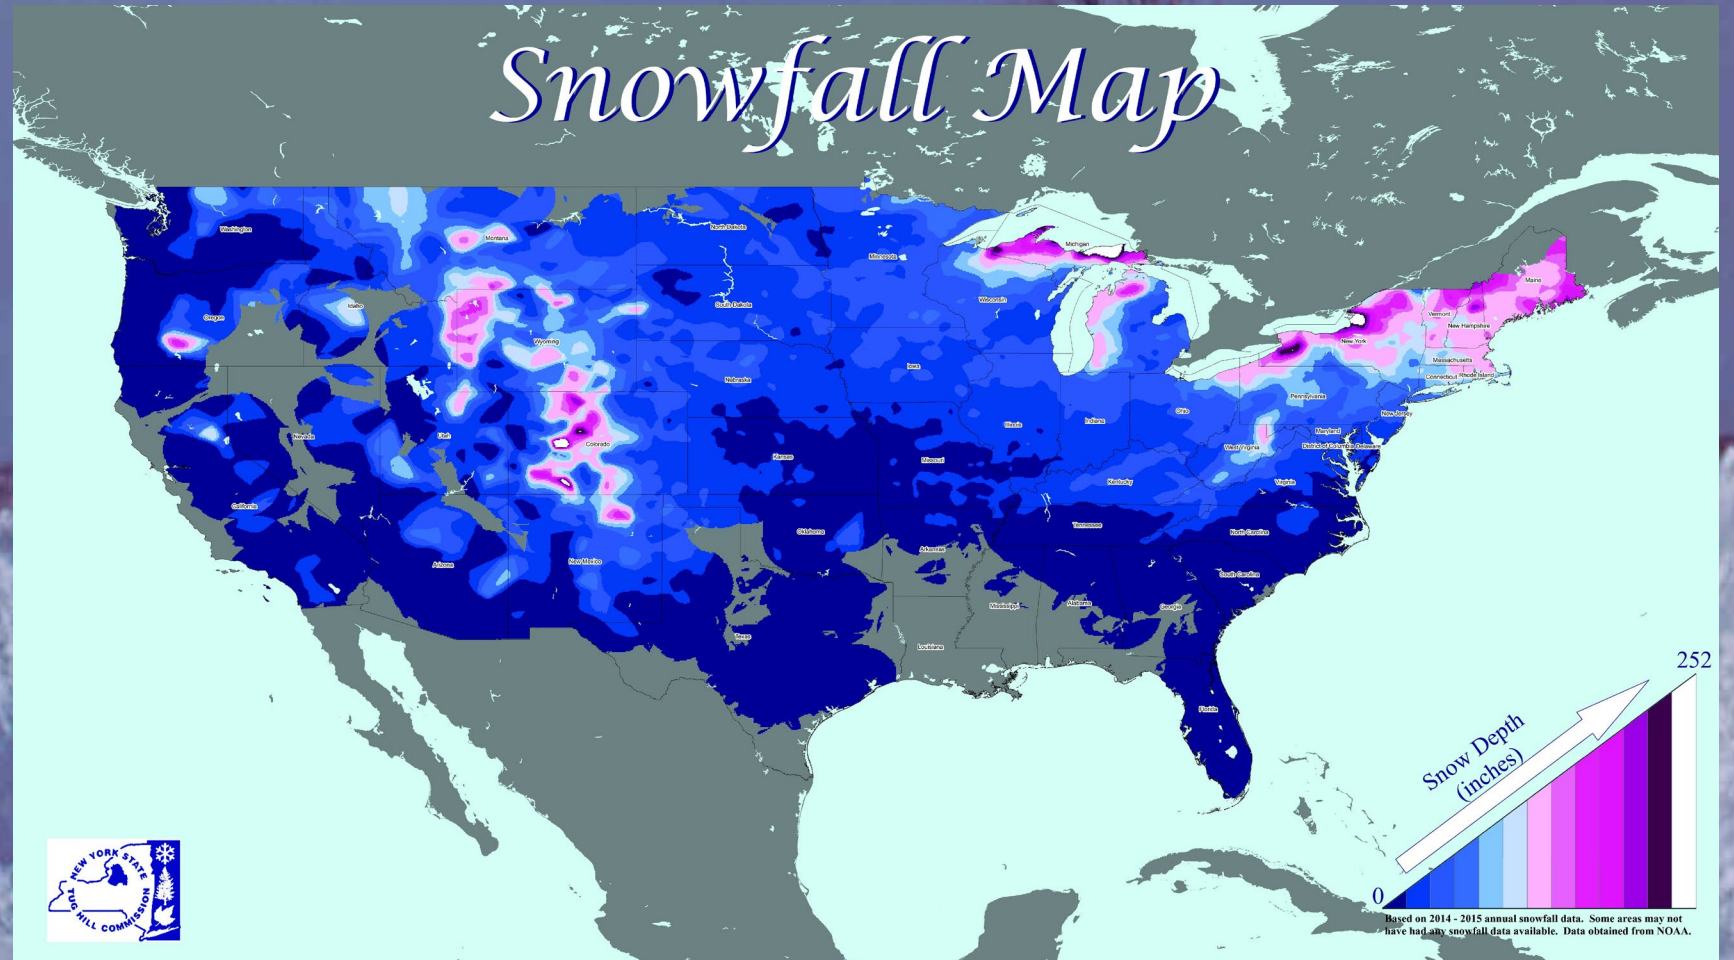 Snowfall Map
Washington
Montana
North Dakota
Minnesota
Michigan
Maine
Oregon
Idaho
South Dakota
Wisconsin
Vermont
New Hampshire
Wyoming
New York
Massachusetts
Connecticut
Rhode Island
Iowa
Nebraska
Pennsylvania
New Jersey
Ohio
Indiana
Illinois
Nevada
Utah
Colorado
Kansas
Missouri
West Virginia
Maryland
District of Columbia
Delaware
Kentucky
Virginia
California
Tennessee
Oklahoma
North Carolina
Arkansas
Arizona
New Mexico
South Carolina
Mississippi
Alabama
Georgia
Texas
Louisiana
Florida
252
Snow Depth
(inches)
0
Based on 2014 - 2015 annual snowfall data. Some areas may not
have had any snowfall data available. Data obtained from NOAA.
NEW YORK STATE
TUG HILL COMMISSION